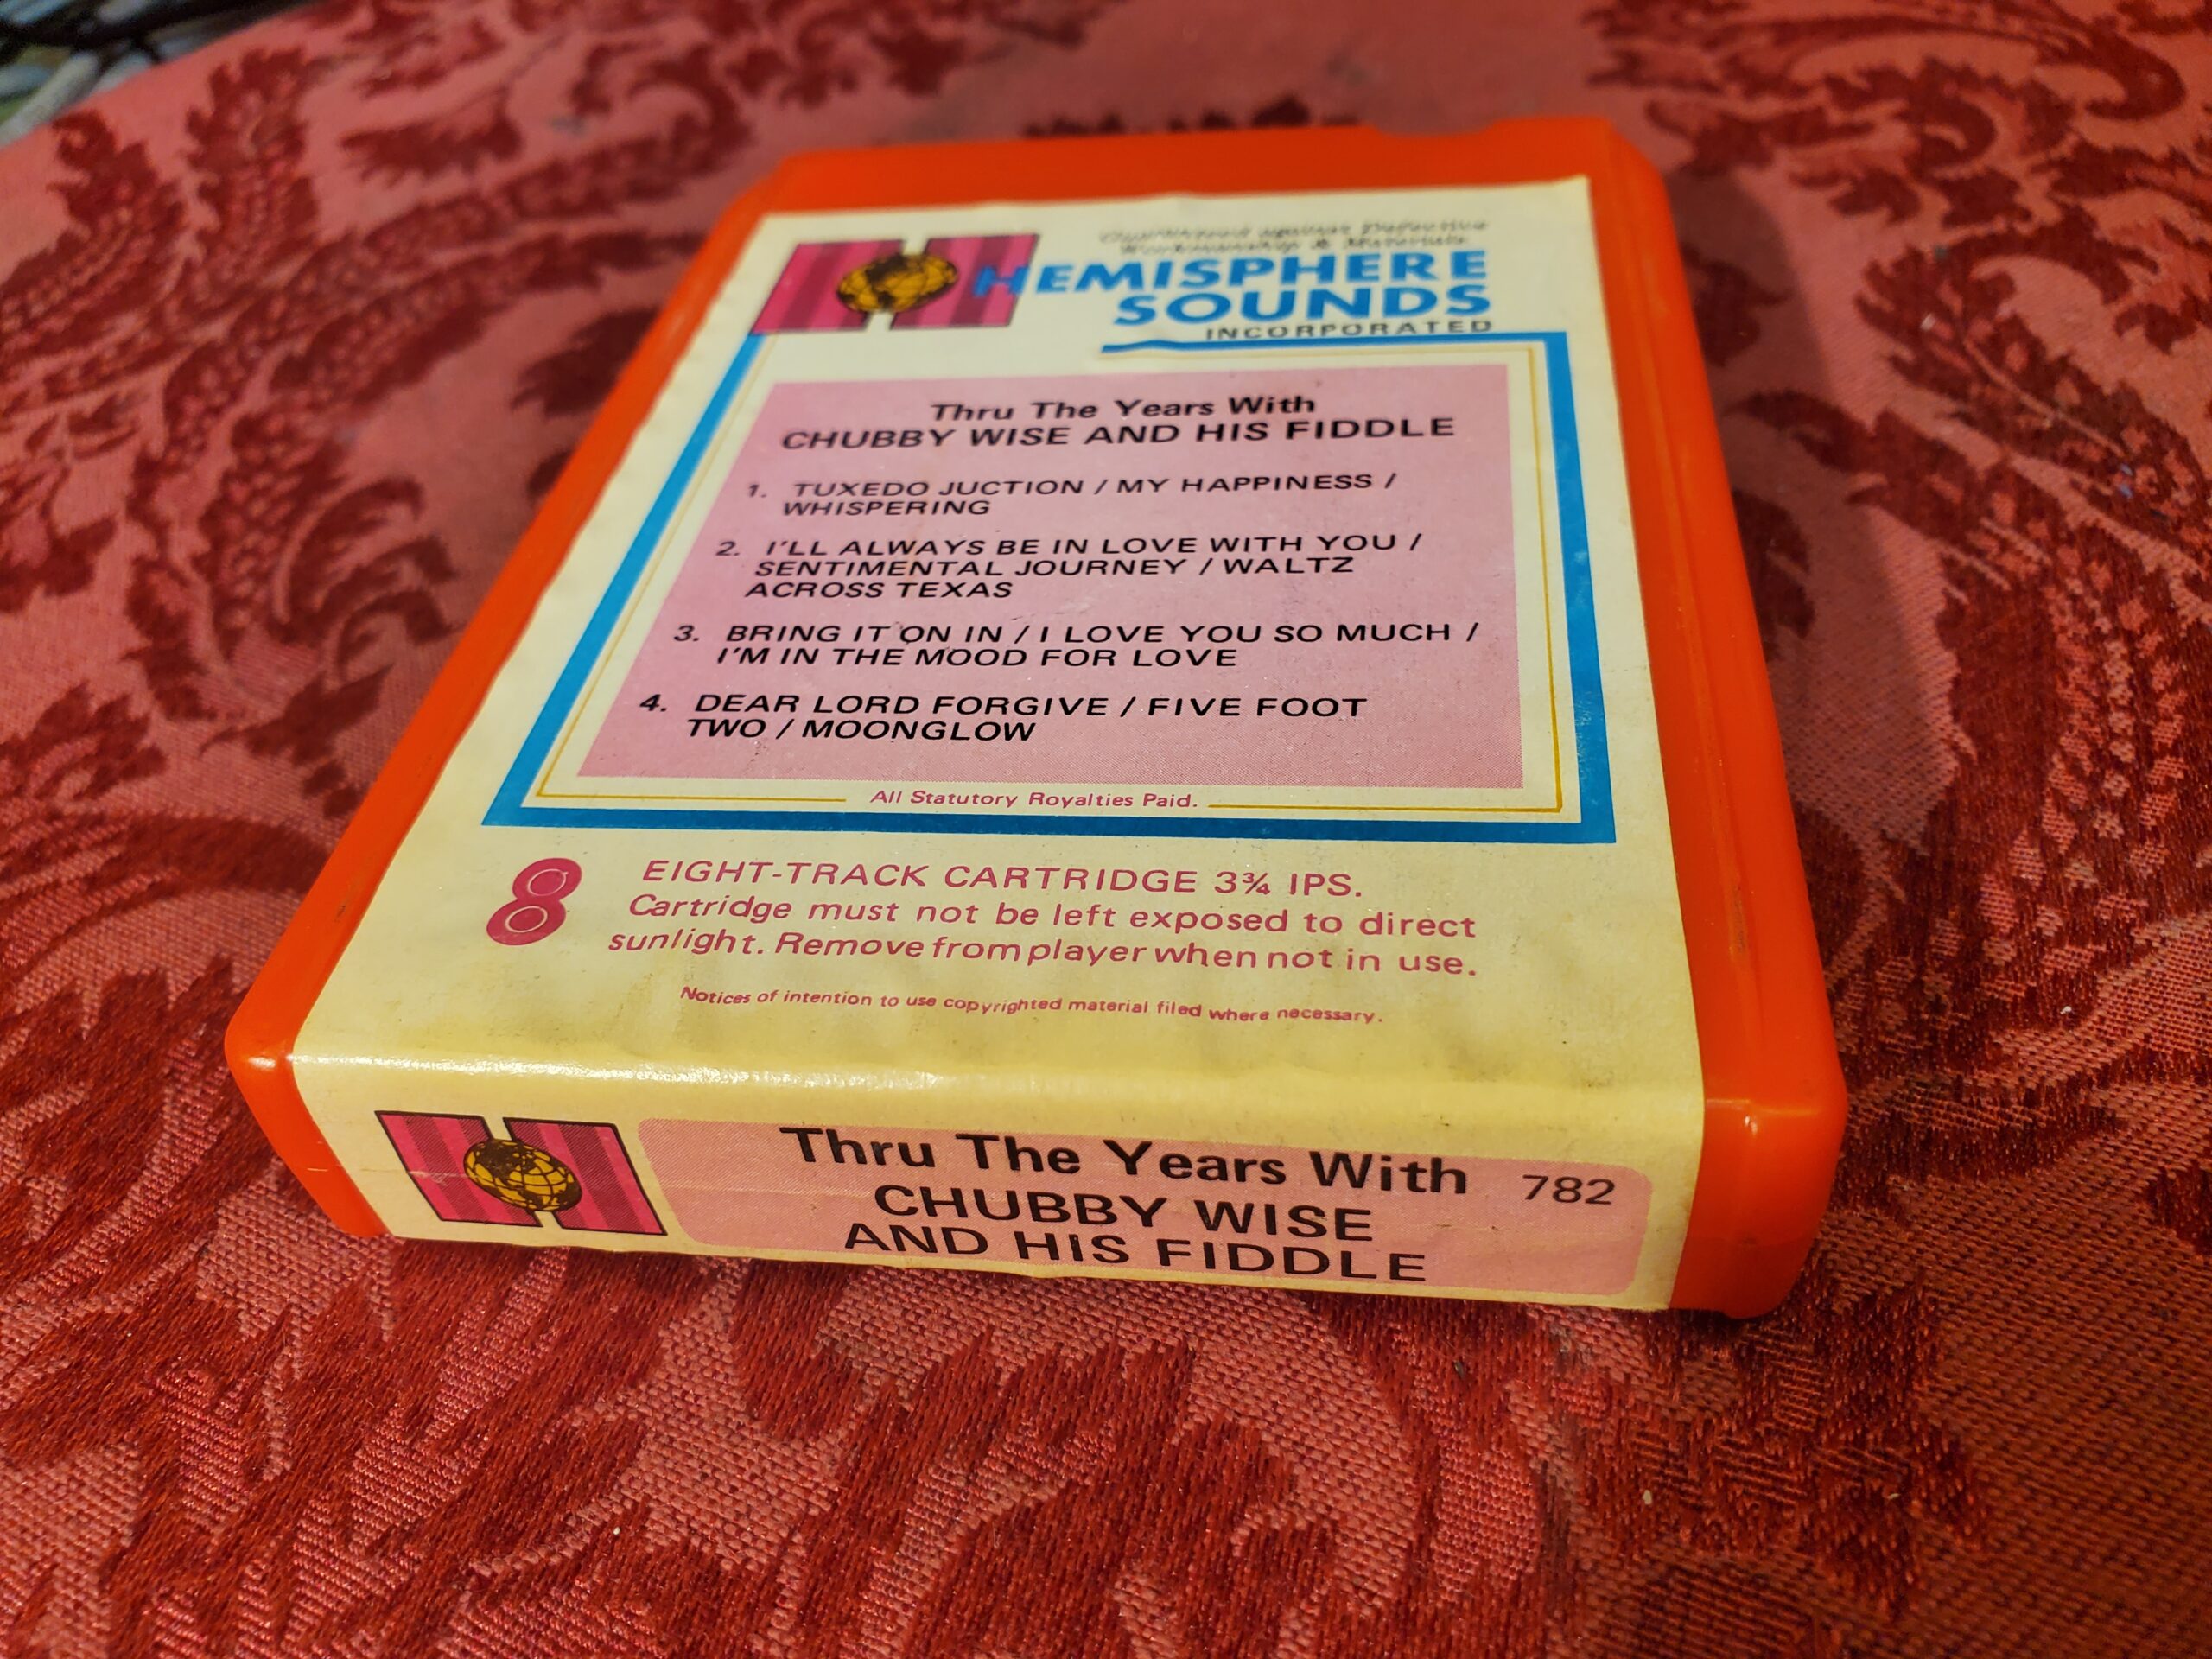 Guaranteed against Defective
Workmanship & Materials.
HEMISPHERE
SOUNDS
INCORPORATED
Thru The Years With
CHUBBY WISE AND HIS FIDDLE
1. TUXEDO JUCTION / MY HAPPINESS /
WHISPERING
2. I'LL ALWAYS BE IN LOVE WITH YOU /
SENTIMENTAL JOURNEY / WALTZ
ACROSS TEXAS
3. BRING IT ON IN / I LOVE YOU SO MUCH /
I'M IN THE MOOD FOR LOVE
4. DEAR LORD FORGIVE / FIVE FOOT
TWO / MOONGLOW
All Statutory Royalties Paid.
8 EIGHT-TRACK CARTRIDGE 3¾ IPS.
Cartridge must not be left exposed to direct
sunlight. Remove from player when not in use.
Notices of intention to use copyrighted material filed where necessary.
Thru The Years With 782
CHUBBY WISE
AND HIS FIDDLE